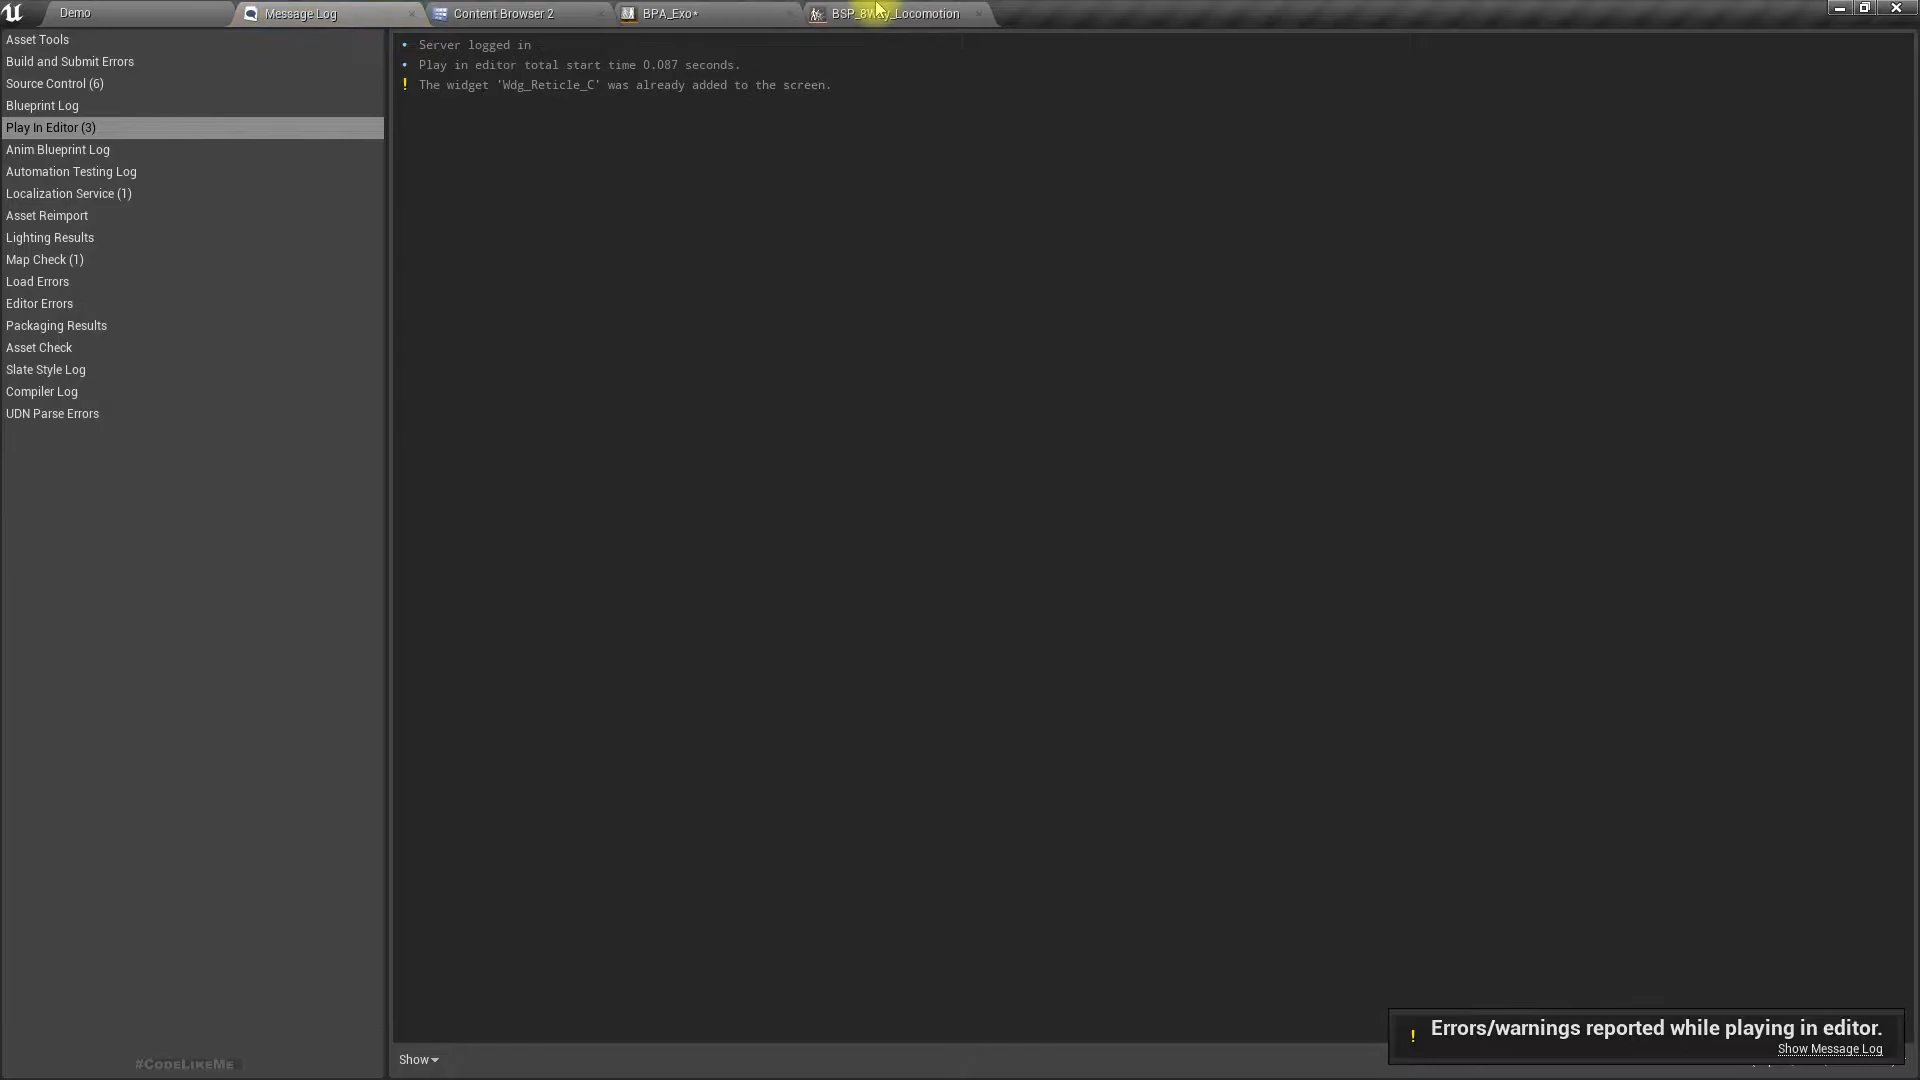 Demo
Message Log
Content Browser 2
BPA_Exo*
BSP_8Way_Locomotion
Asset Tools
Build and Submit Errors
Source Control (6)
Blueprint Log
Play In Editor (3)
Anim Blueprint Log
Automation Testing Log
Localization Service (1)
Asset Reimport
Lighting Results
Map Check (1)
Load Errors
Editor Errors
Packaging Results
Asset Check
Slate Style Log
Compiler Log
UDN Parse Errors
Server logged in
Play in editor total start time 0.087 seconds.
! The widget 'Wdg_Reticle_C' was already added to the screen.
#CodeLikeMe
Show
! Errors/warnings reported while playing in editor.
Show Message Log